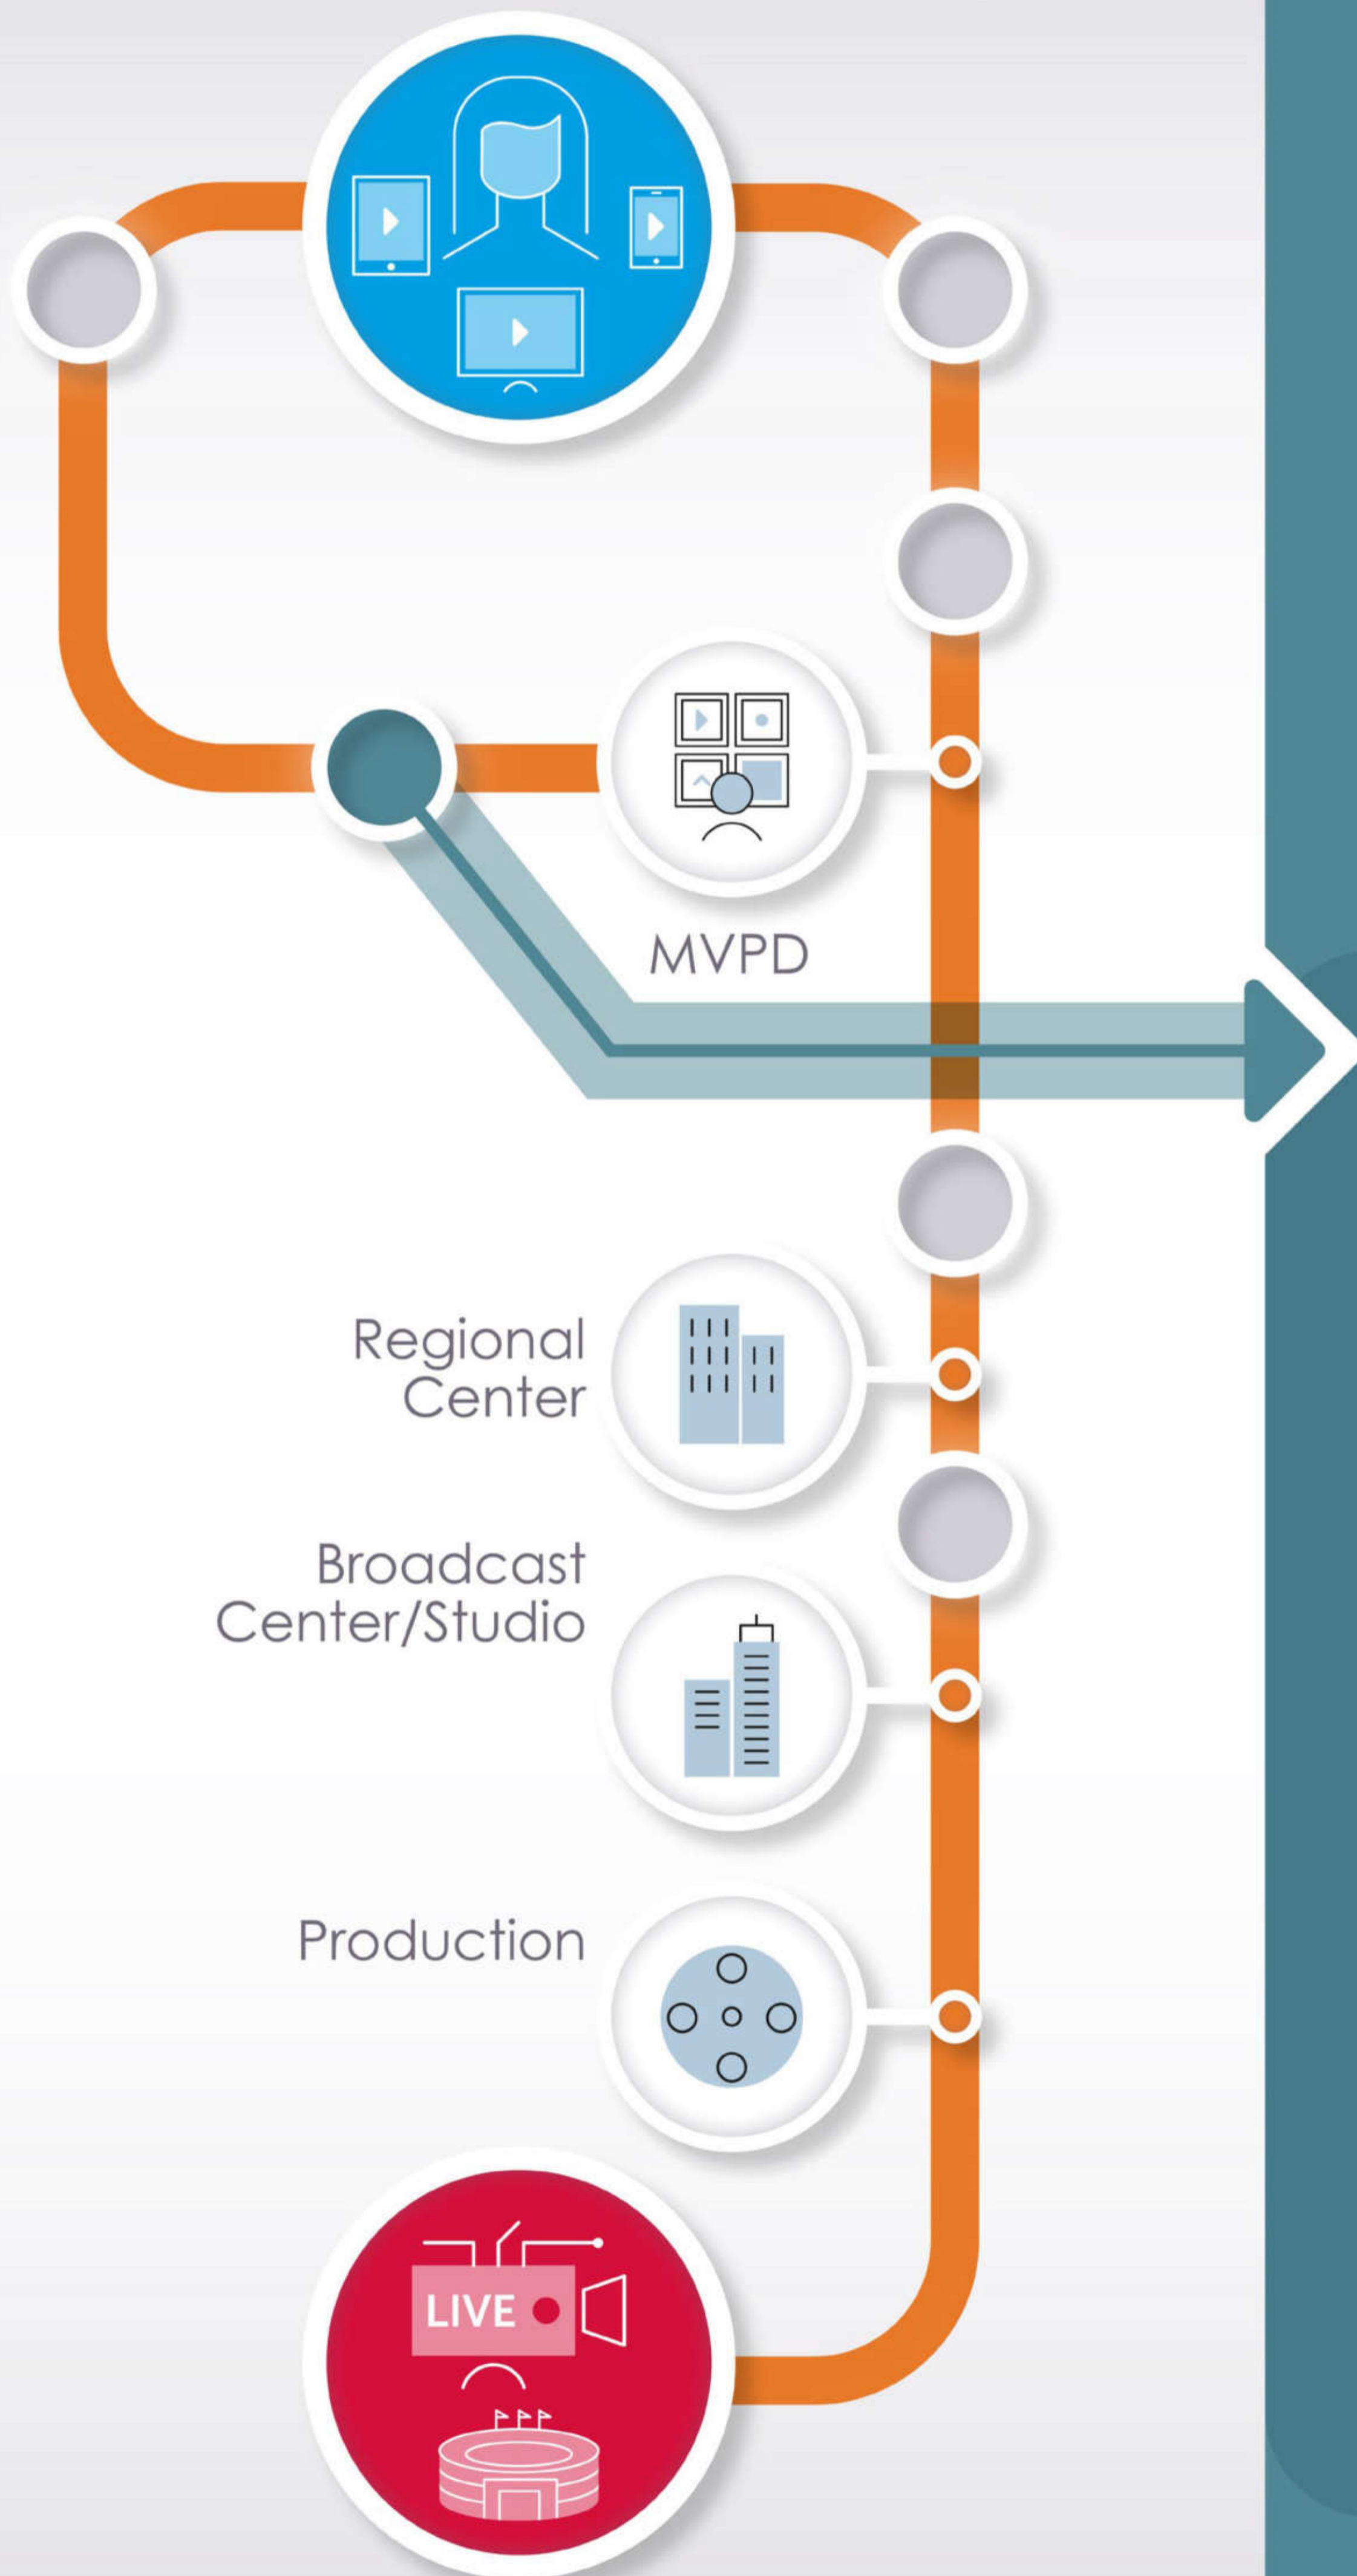 MVPD
Regional
Center
Broadcast
Center/Studio
Production
LIVE